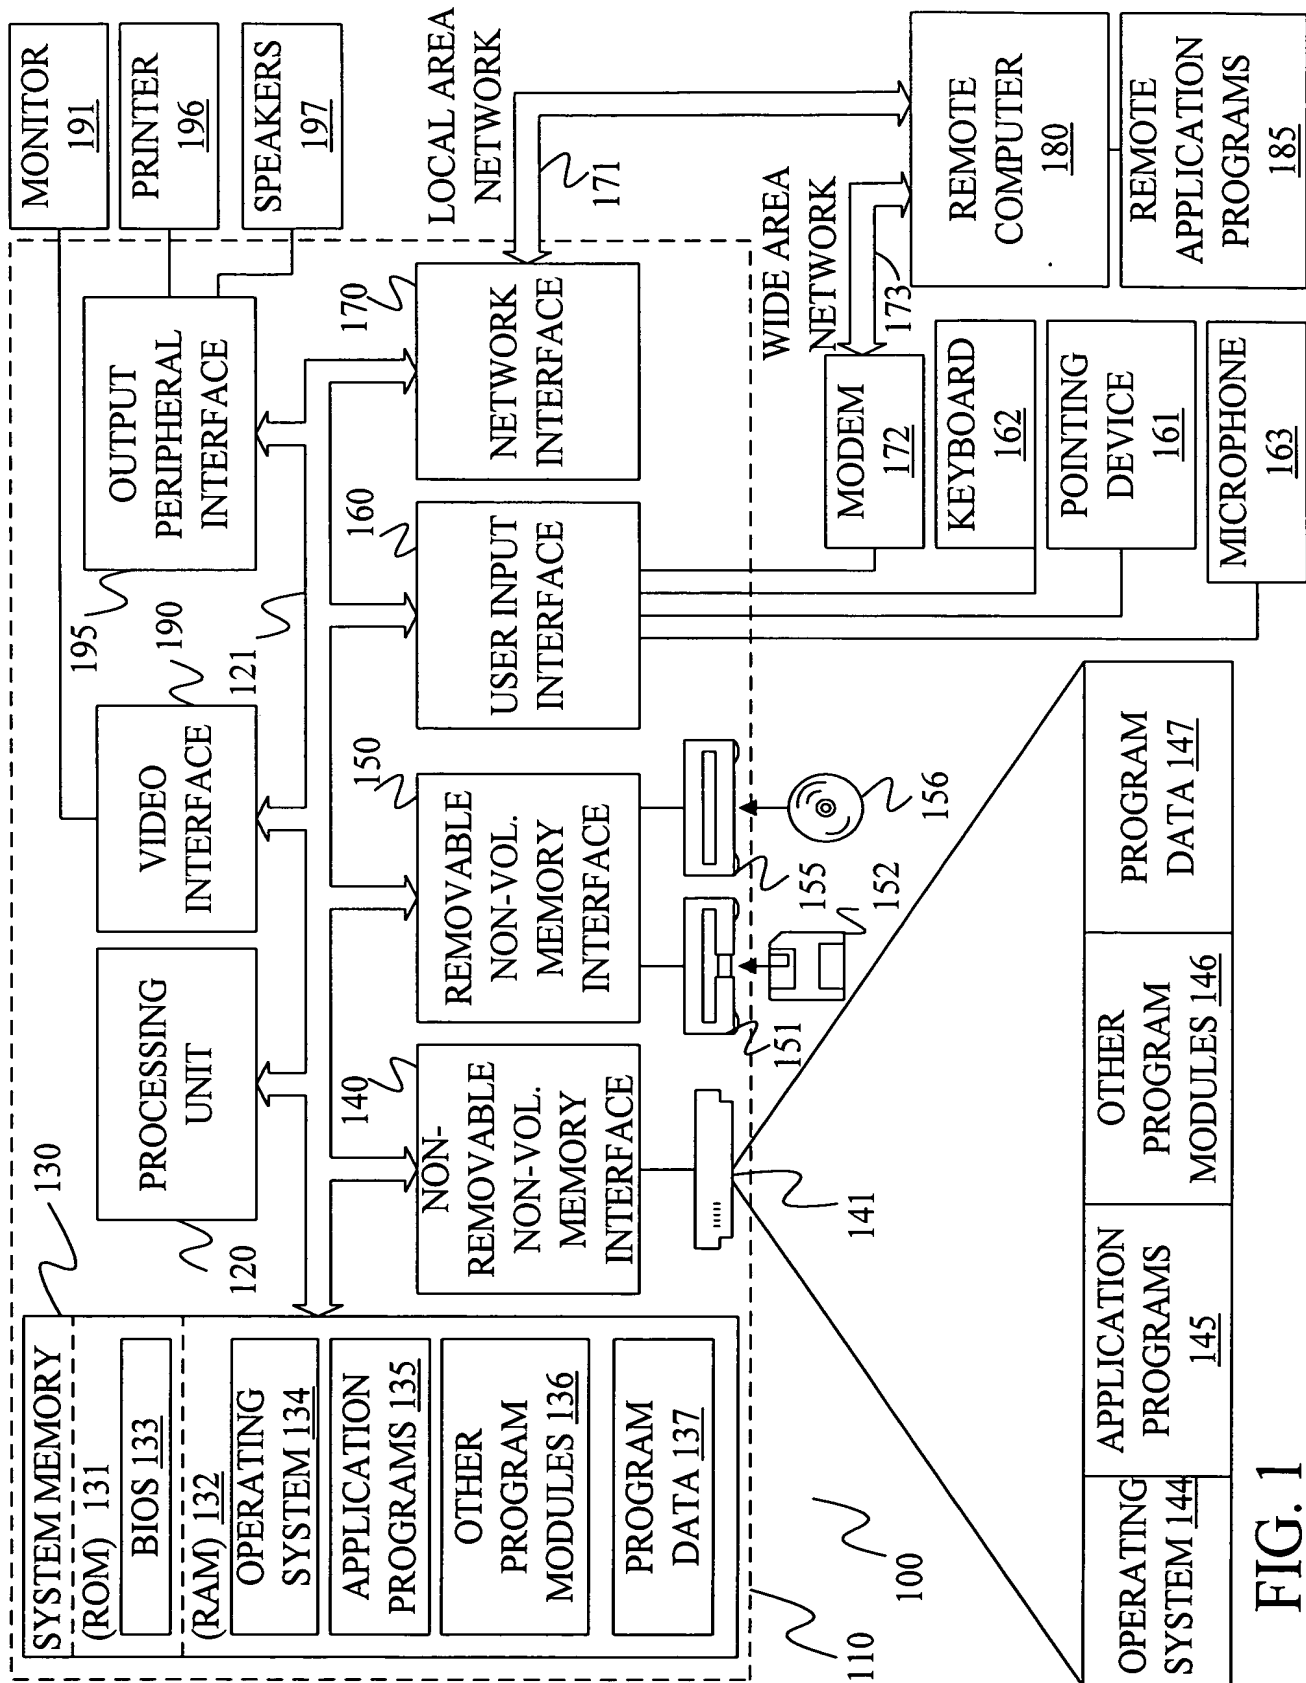 SYSTEM MEMORY
(ROM) 131
BIOS 133
(RAM) 132
OPERATING
SYSTEM 134
APPLICATION
PROGRAMS 135
OTHER
PROGRAM
MODULES 136
PROGRAM
DATA 137
130
PROCESSING
UNIT
120
VIDEO
INTERFACE
190
121
OUTPUT
PERIPHERAL
INTERFACE
195
MONITOR
191
PRINTER
196
SPEAKERS
197
NON-
REMOVABLE
NON-VOL.
MEMORY
INTERFACE
140
REMOVABLE
NON-VOL.
MEMORY
INTERFACE
150
USER INPUT
INTERFACE
160
NETWORK
INTERFACE
170
LOCAL AREA
NETWORK
171
WIDE AREA
NETWORK
173
141
151
152
155
156
MODEM
172
KEYBOARD
162
POINTING
DEVICE
161
MICROPHONE
163
REMOTE
COMPUTER
180
REMOTE
APPLICATION
PROGRAMS
185
110
100
OPERATING
SYSTEM 144
APPLICATION
PROGRAMS
145
OTHER
PROGRAM
MODULES 146
PROGRAM
DATA 147
FIG. 1